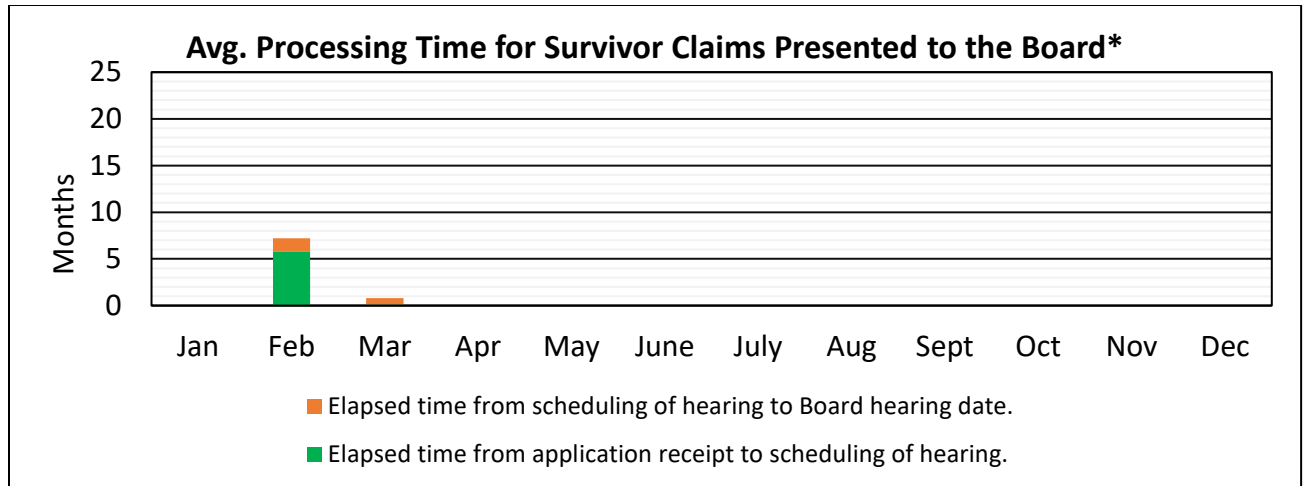 Avg. Processing Time for Survivor Claims Presented to the Board*
25
20
15
10
5
0
Months
Jan Feb Mar Apr May June July Aug Sept Oct Nov Dec
Elapsed time from scheduling of hearing to Board hearing date.
Elapsed time from application receipt to scheduling of hearing.